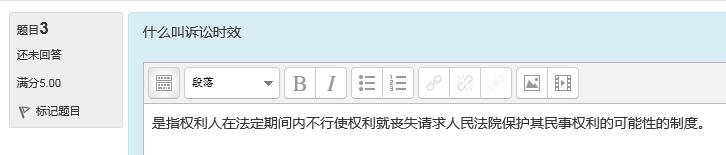 题目3
还未回答
满分5.00
标记题目
什么叫诉讼时效
段落
B I
是指权利人在法定期间内不行使权利就丧失请求人民法院保护其民事权利的可能性的制度。